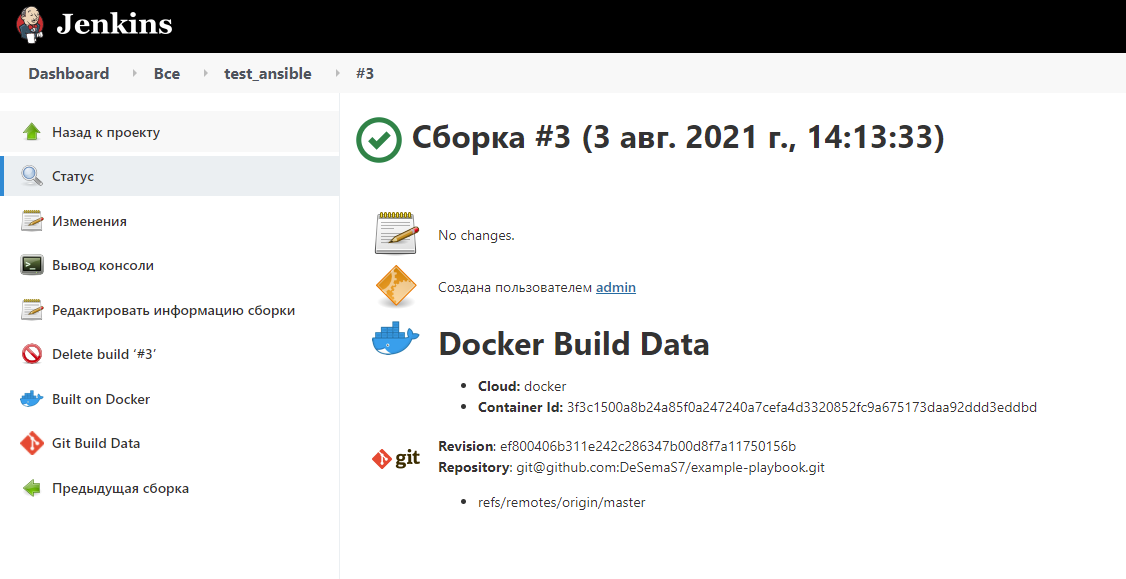 Jenkins
Dashboard Все test_ansible #3
Назад к проекту
Статус
Изменения
Вывод консоли
Редактировать информацию сборки
Delete build ‘#3’
Built on Docker
Git Build Data
Предыдущая сборка
Сборка #3 (3 авг. 2021 г., 14:13:33)
No changes.
Создана пользователем admin
Docker Build Data
Cloud: docker
Container Id: 3f3c1500a8b24a85f0a247240a7cefa4d3320852fc9a675173daa92ddd3eddbd
git
Revision: ef800406b311e242c286347b00d8f7a11750156b
Repository: git@github.com:DeSemaS7/example-playbook.git
refs/remotes/origin/master